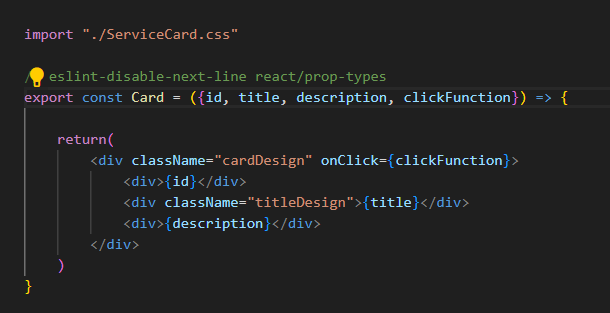 import "./ServiceCard.css"
/ eslint-disable-next-line react/prop-types
export const Card = ({id, title, description, clickFunction}) => {
return(
<div className="cardDesign" onClick={clickFunction}>
<div>{id}</div>
<div className="titleDesign">{title}</div>
<div>{description}</div>
</div>
)
}